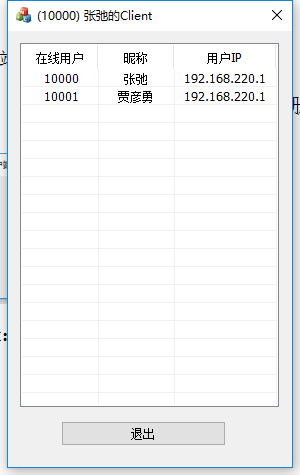 (10000) 张弛的Client
在线用户 昵称 用户IP
10000 张弛 192.168.220.1
10001 贾彦勇 192.168.220.1
退出